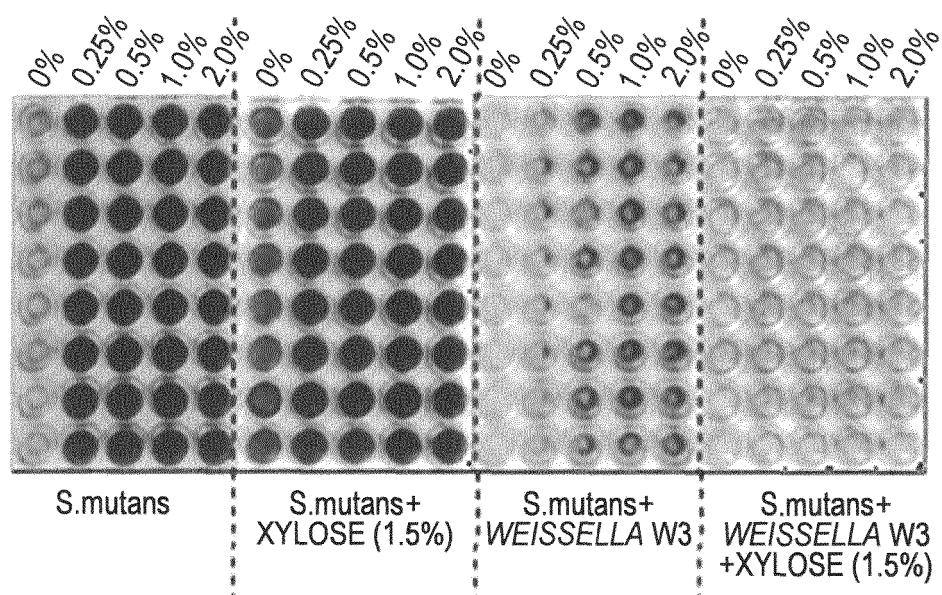 0% 0.25% 0.5% 1.0% 2.0% 0% 0.25% 0.5% 1.0% 2.0% 0% 0.25% 0.5% 1.0% 2.0% 0% 0.25% 0.5% 1.0% 2.0%
S.mutans
S.mutans+
XYLOSE (1.5%)
S.mutans+
WEISSELLA W3
S.mutans+
WEISSELLA W3
+XYLOSE (1.5%)